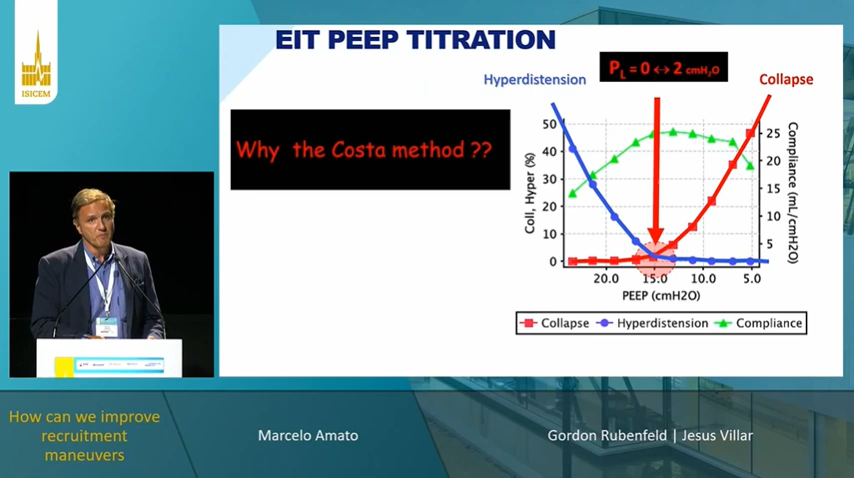 ISICEM
EIT PEEP TITRATION
P_L = 0 ↔ 2 cmH₂O
Hyperdistension
Collapse
Why the Costa method ??
Coll, Hyper (%)
50
40
30
20
10
0
25
20
15
10
5
Compliance (mL/cmH2O)
20.0
15.0
10.0
5.0
PEEP (cmH2O)
Collapse
Hyperdistension
Compliance
How can we improve
recruitment
maneuvers
Marcelo Amato
Gordon Rubenfeld | Jesus Villar